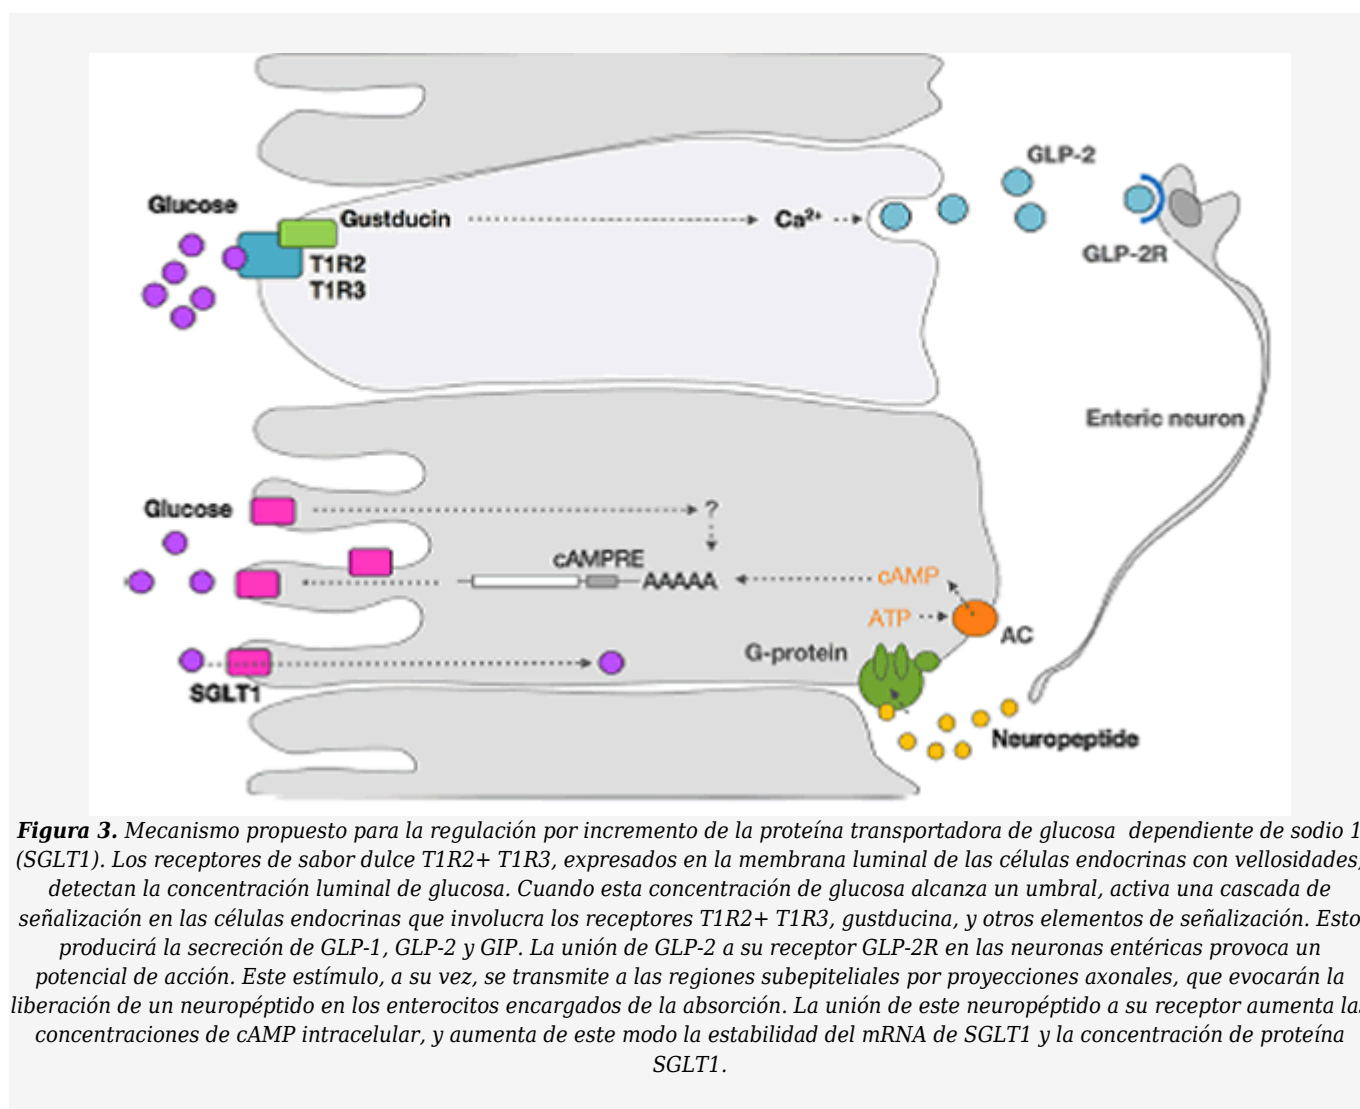 GLP-2
Glucose
Gustducin
Ca²⁺
T1R2
T1R3
GLP-2R
Enteric neuron
Glucose
?
cAMPRE
AAAAA
cAMP
ATP
AC
G-protein
SGLT1
Neuropeptide
Figura 3. Mecanismo propuesto para la regulación por incremento de la proteína transportadora de glucosa dependiente de sodio 1
(SGLT1). Los receptores de sabor dulce T1R2+ T1R3, expresados en la membrana luminal de las células endocrinas con vellosidades,
detectan la concentración luminal de glucosa. Cuando esta concentración de glucosa alcanza un umbral, activa una cascada de
señalización en las células endocrinas que involucra los receptores T1R2+ T1R3, gustducina, y otros elementos de señalización. Esto
producirá la secreción de GLP-1, GLP-2 y GIP. La unión de GLP-2 a su receptor GLP-2R en las neuronas entéricas provoca un
potencial de acción. Este estímulo, a su vez, se transmite a las regiones subepiteliales por proyecciones axonales, que evocarán la
liberación de un neuropéptido en los enterocitos encargados de la absorción. La unión de este neuropéptido a su receptor aumenta las
concentraciones de cAMP intracelular, y aumenta de este modo la estabilidad del mRNA de SGLT1 y la concentración de proteína
SGLT1.